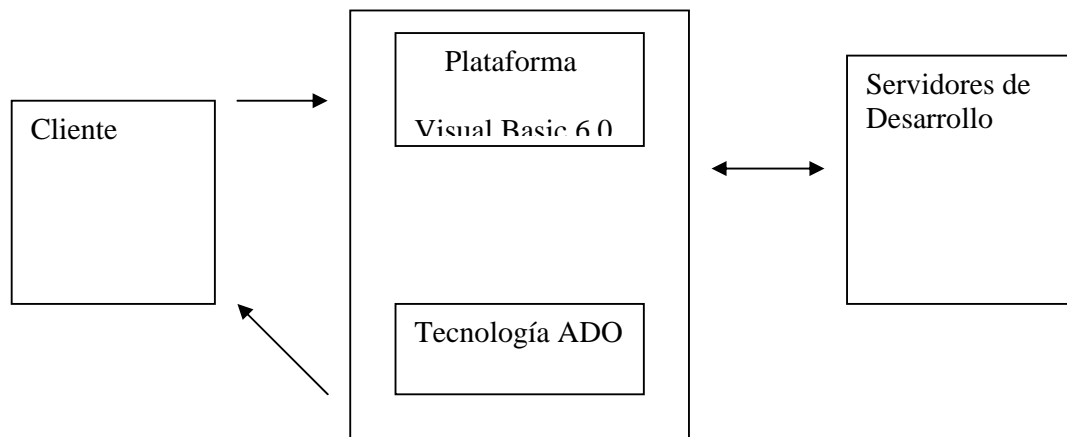 Cliente
Plataforma
Visual Basic 6.0
Tecnología ADO
Servidores de
Desarrollo